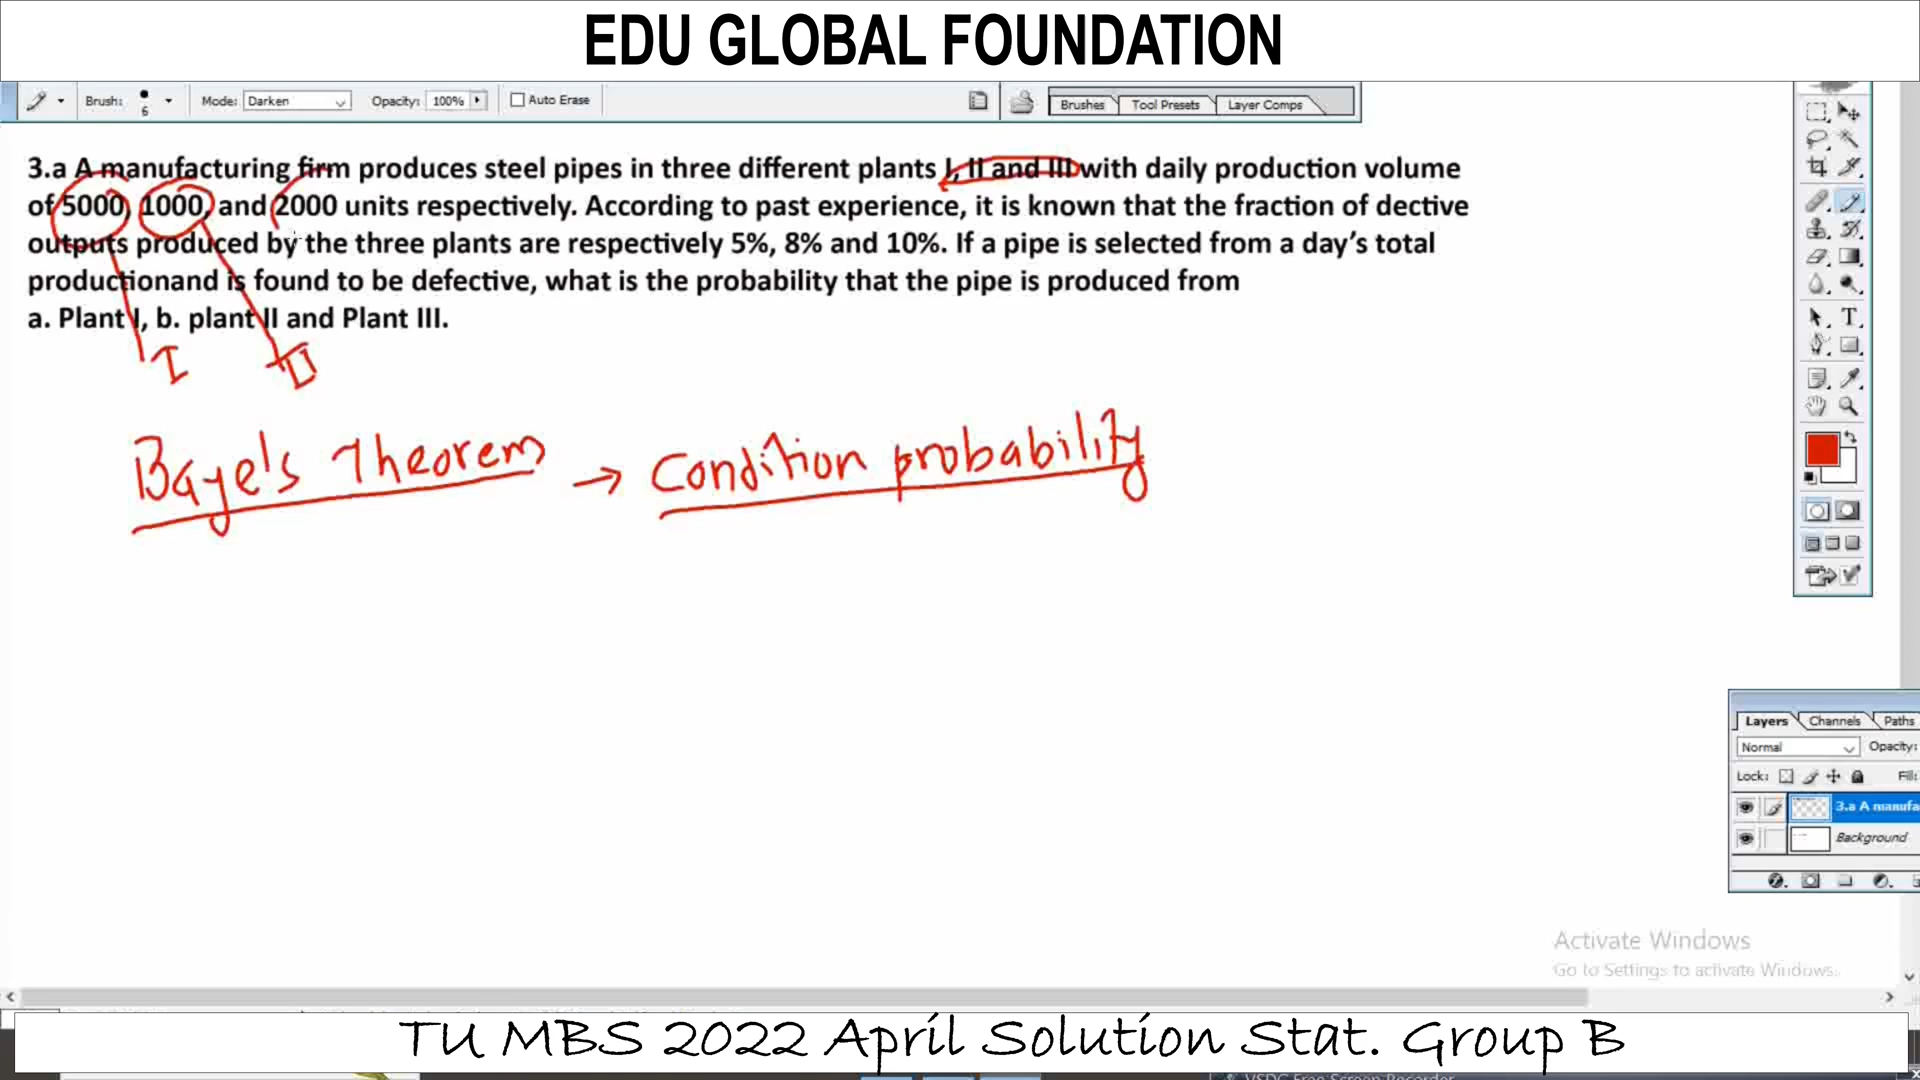 EDU GLOBAL FOUNDATION
Brush: 6 Mode: Darken Opacity: 100% Auto Erase Brushes Tool Presets Layer Comps
3.a A manufacturing firm produces steel pipes in three different plants I, II and III with daily production volume
of 5000, 1000, and 2000 units respectively. According to past experience, it is known that the fraction of dective
outputs produced by the three plants are respectively 5%, 8% and 10%. If a pipe is selected from a day's total
productionand is found to be defective, what is the probability that the pipe is produced from
a. Plant I, b. plant II and Plant III.
I II
Baye's Theorem → Condition probability
Layers Channels Paths
Normal Opacity:
Lock: Fill:
3.a A manufa
Background
Activate Windows
Go to Settings to activate Windows.
TU MBS 2022 April Solution Stat. Group B
VSDC Free Screen Recorder